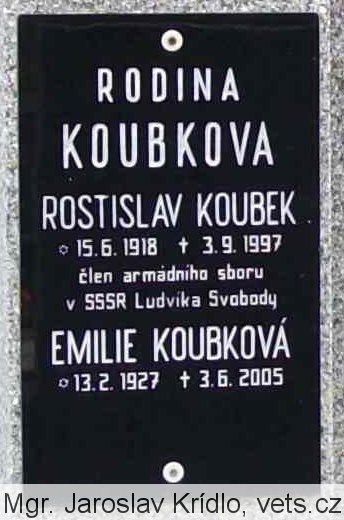 RODINA
KOUBKOVA
ROSTISLAV KOUBEK
☼ 15.6.1918 † 3.9.1997
člen armádního sboru
v SSSR Ludvíka Svobody
EMILIE KOUBKOVÁ
☼ 13.2.1927 † 3.6.2005
Mgr. Jaroslav Krídlo, vets.cz